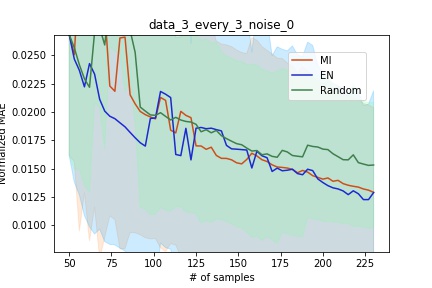 data_3_every_3_noise_0
MI
EN
Random
Normalized MAE
0.0250
0.0225
0.0200
0.0175
0.0150
0.0125
0.0100
50 75 100 125 150 175 200 225
# of samples